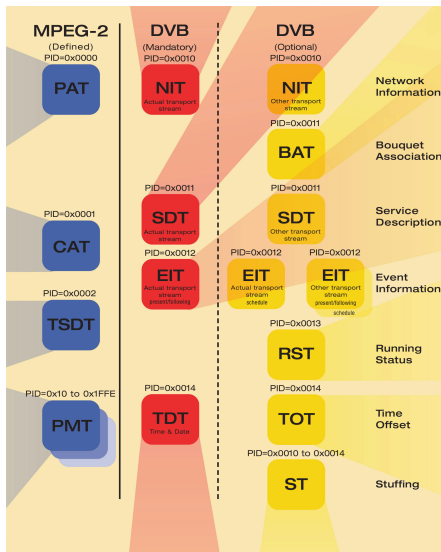 MPEG-2
(Defined)
PID=0x0000
PAT
PID=0x0001
CAT
PID=0x0002
TSDT
PID=0x10 to 0x1FFE
PMT
DVB
(Mandatory)
PID=0x0010
NIT
Actual transport
stream
PID=0x0011
SDT
Actual transport
stream
PID=0x0012
EIT
Actual transport
stream
present/following
PID=0x0014
TDT
Time & Date
DVB
(Optional)
PID=0x0010
NIT
Other transport
stream
PID=0x0011
BAT
PID=0x0011
SDT
Other transport
stream
PID=0x0012
EIT
Actual transport
stream
schedule
PID=0x0012
EIT
Other transport
stream
present/following
schedule
PID=0x0013
RST
PID=0x0014
TOT
PID=0x0010 to 0x0014
ST
Network
Information
Bouquet
Association
Service
Description
Event
Information
Running
Status
Time
Offset
Stuffing